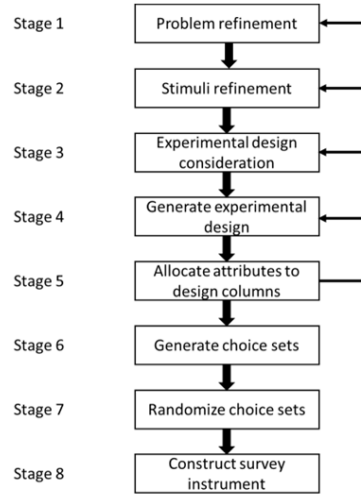 Stage 1
Problem refinement
Stage 2
Stimuli refinement
Stage 3
Experimental design
consideration
Stage 4
Generate experimental
design
Stage 5
Allocate attributes to
design columns
Stage 6
Generate choice sets
Stage 7
Randomize choice sets
Stage 8
Construct survey
instrument